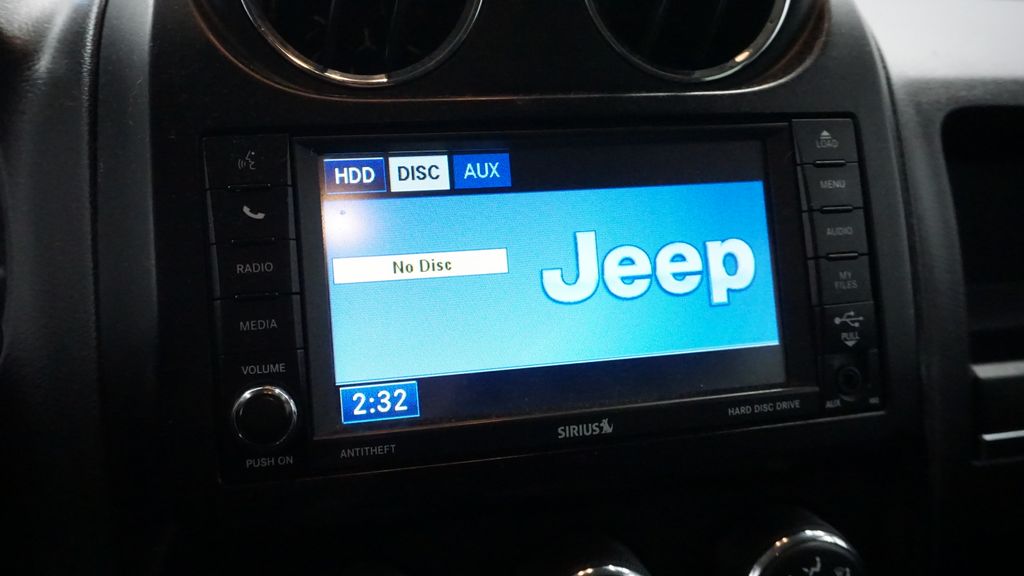 HDD DISC AUX
No Disc
Jeep
2:32
RADIO
MEDIA
VOLUME
PUSH ON
ANTITHEFT
SIRIUS
HARD DISC DRIVE
LOAD
MENU
AUDIO
MY
FILES
PULL
AUX